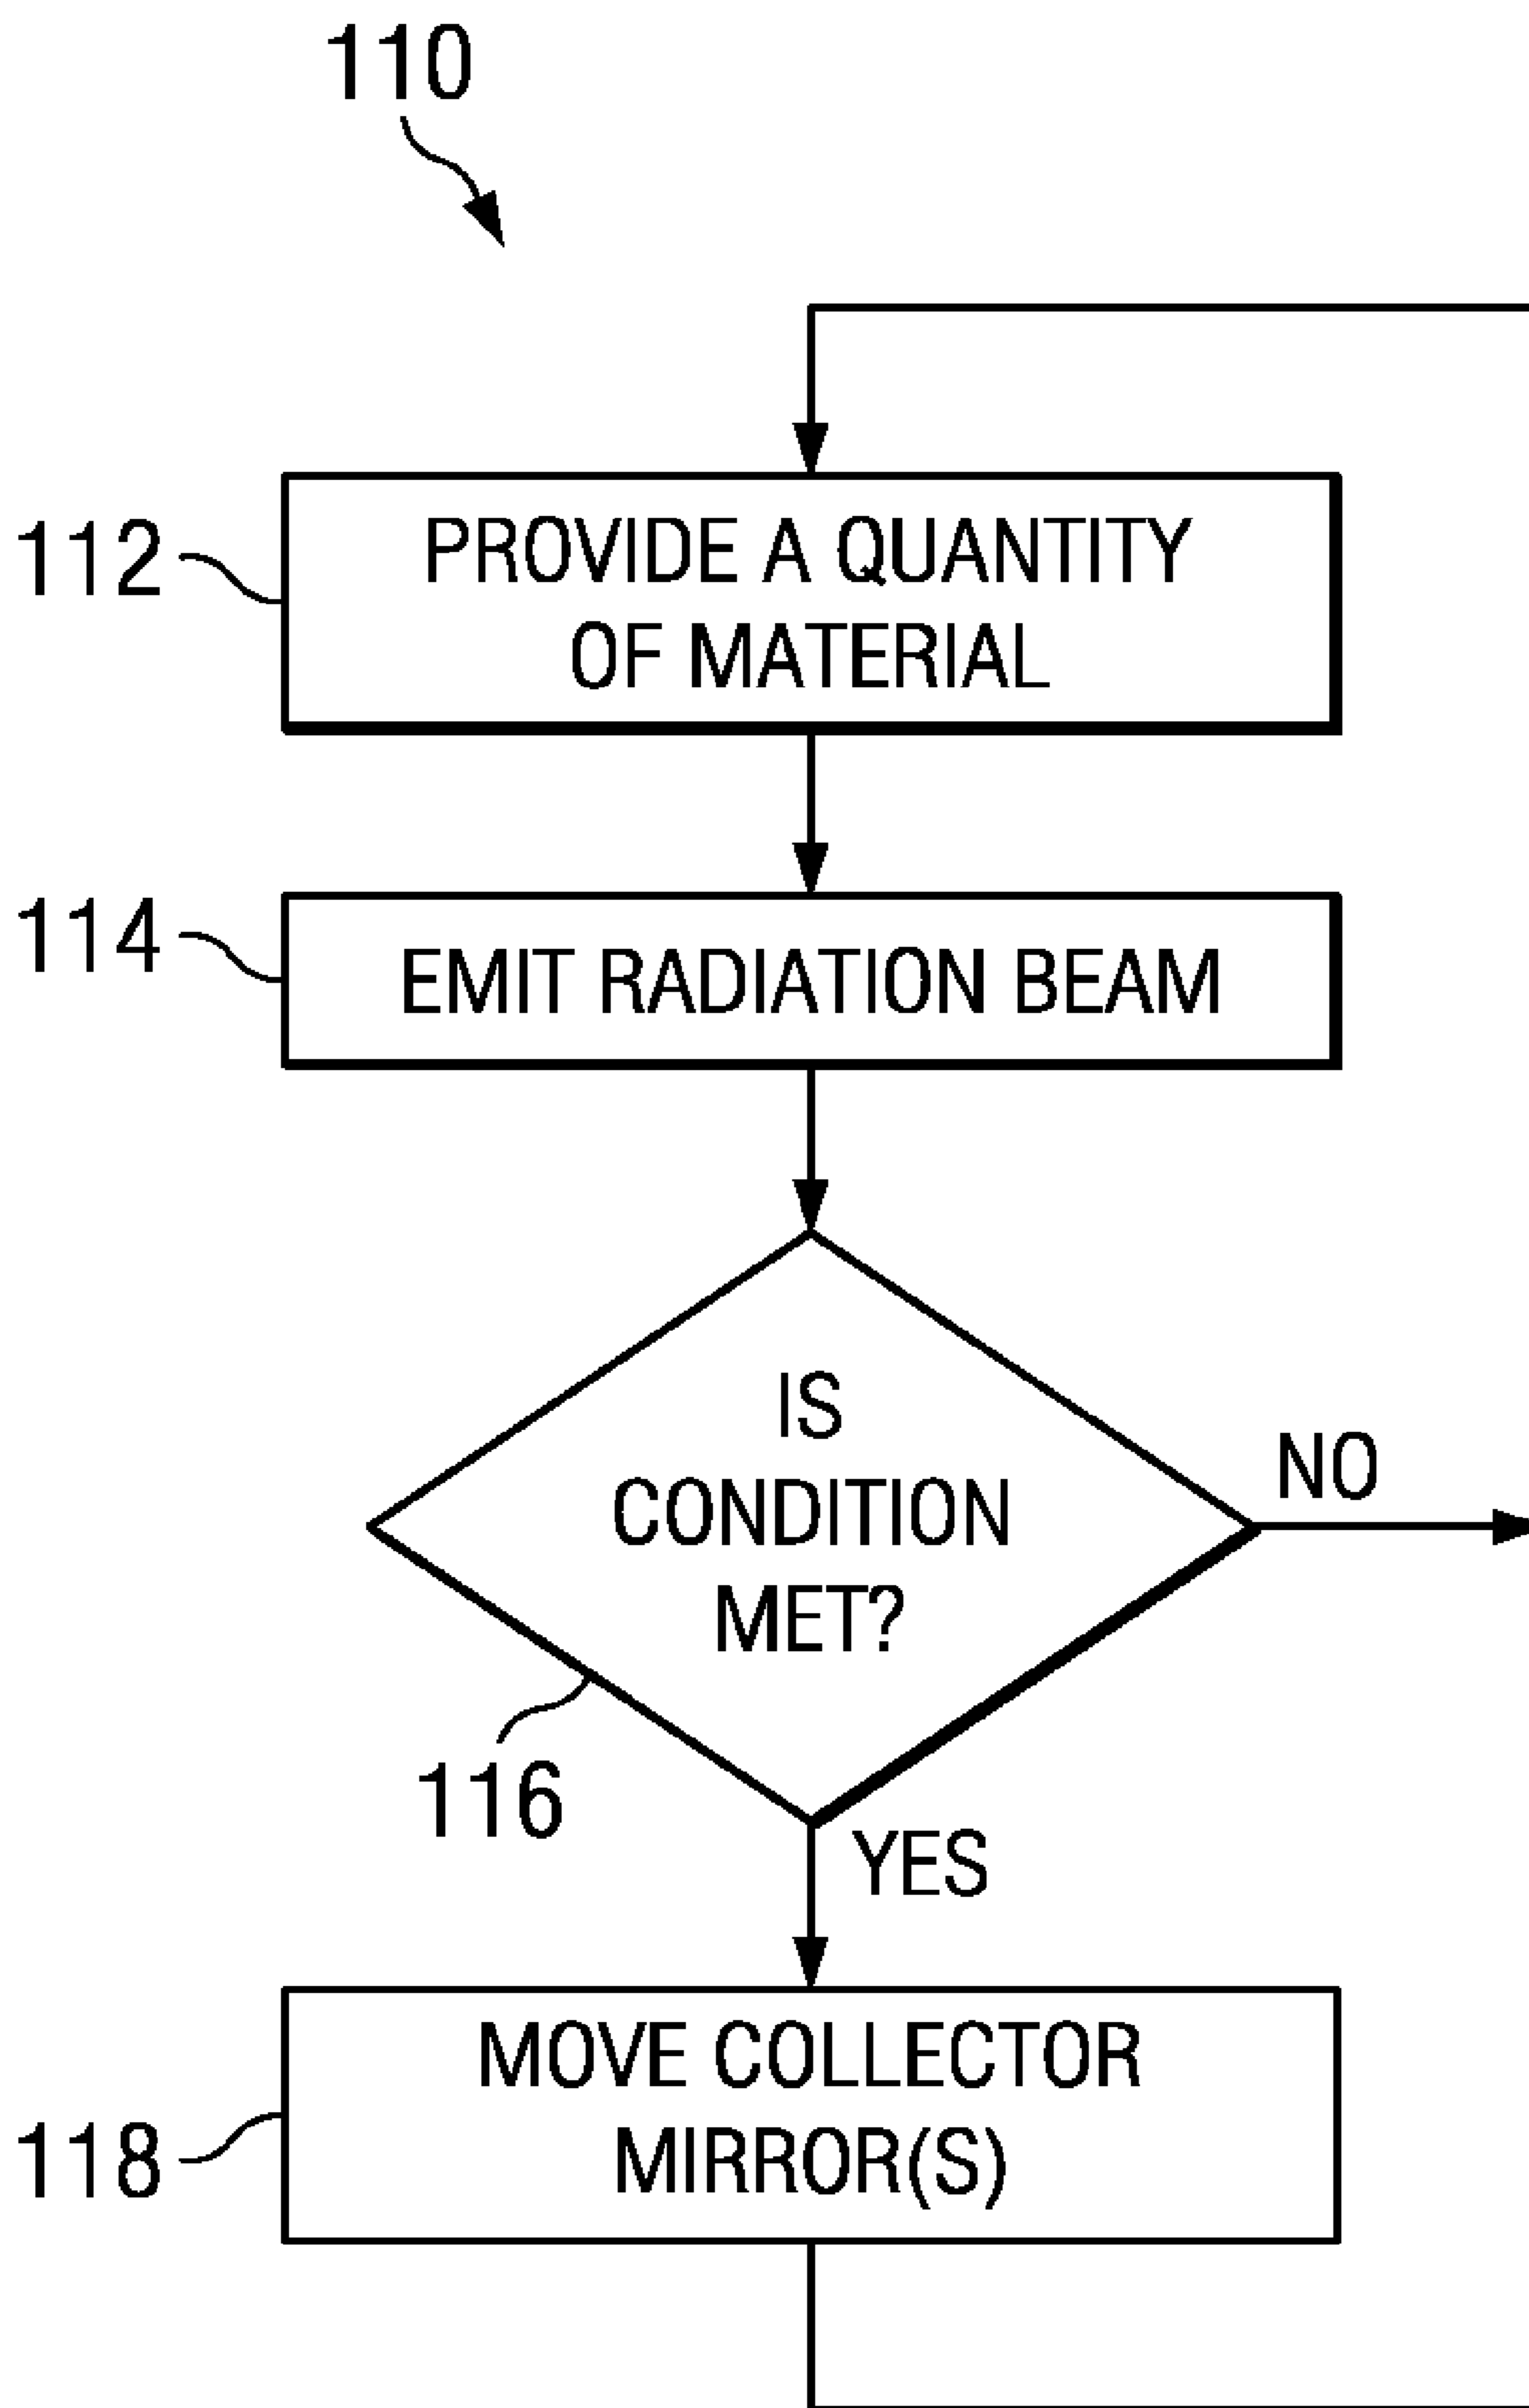 110
112
PROVIDE A QUANTITY
OF MATERIAL
114
EMIT RADIATION BEAM
IS
CONDITION
MET?
NO
116
YES
118
MOVE COLLECTOR
MIRROR(S)